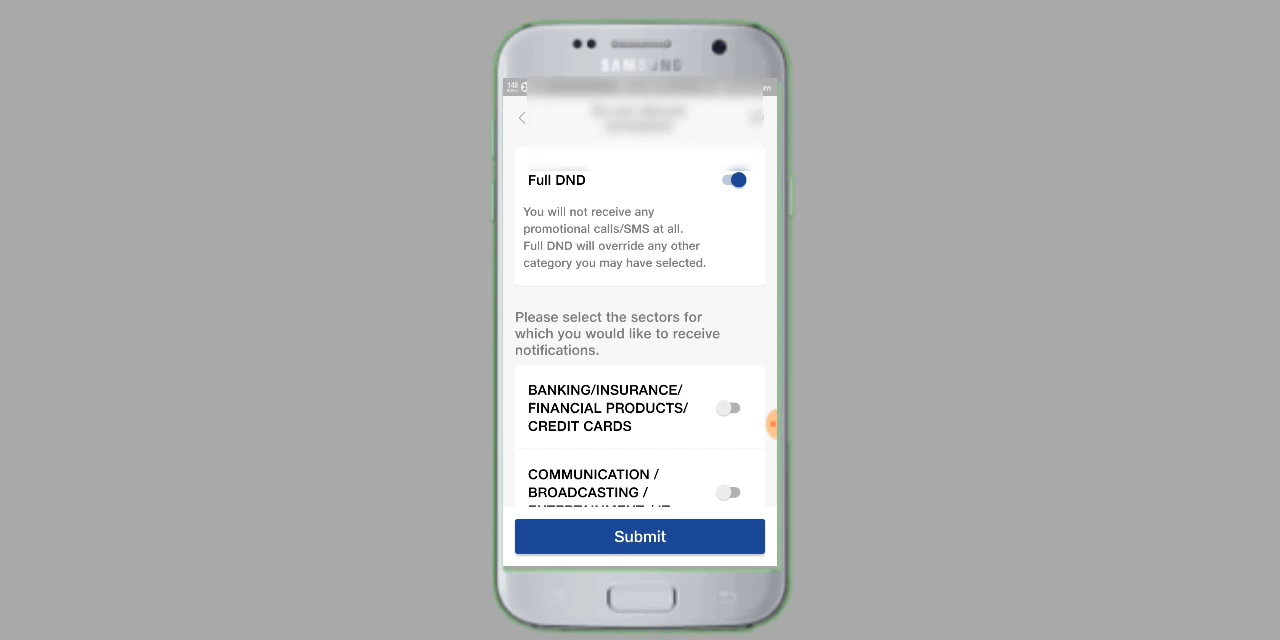 SAMSUNG
149
Full DND
You will not receive any
promotional calls/SMS at all.
Full DND will override any other
category you may have selected.
Please select the sectors for
which you would like to receive
notifications.
BANKING/INSURANCE/
FINANCIAL PRODUCTS/
CREDIT CARDS
COMMUNICATION /
BROADCASTING /
Submit